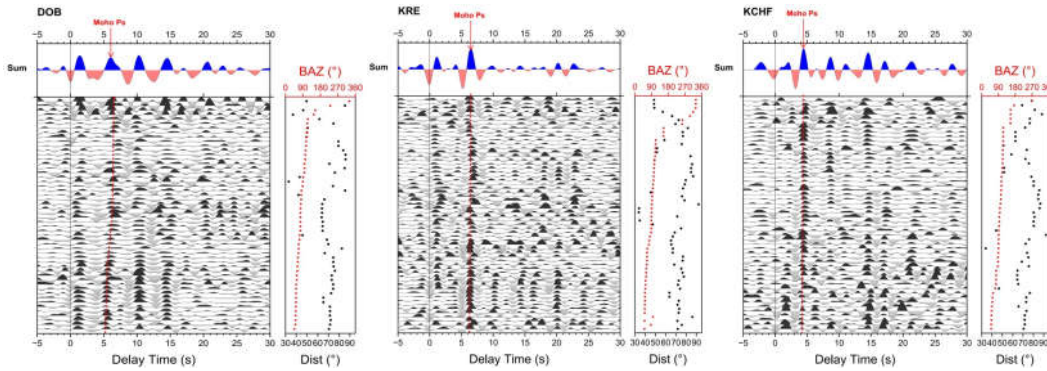 DOB
Moho Ps
−5 0 5 10 15 20 25 30
Sum
BAZ (°)
0 90 180 270 360
−5 0 5 10 15 20 25 30
30 40 50 60 70 80 90
Delay Time (s)
Dist (°)
KRE
Moho Ps
−5 0 5 10 15 20 25 30
Sum
BAZ (°)
0 90 180 270 360
−5 0 5 10 15 20 25 30
30 40 50 60 70 80 90
Delay Time (s)
Dist (°)
KCHF
Moho Ps
−5 0 5 10 15 20 25 30
Sum
BAZ (°)
0 90 180 270 360
−5 0 5 10 15 20 25 30
30 40 50 60 70 80 90
Delay Time (s)
Dist (°)